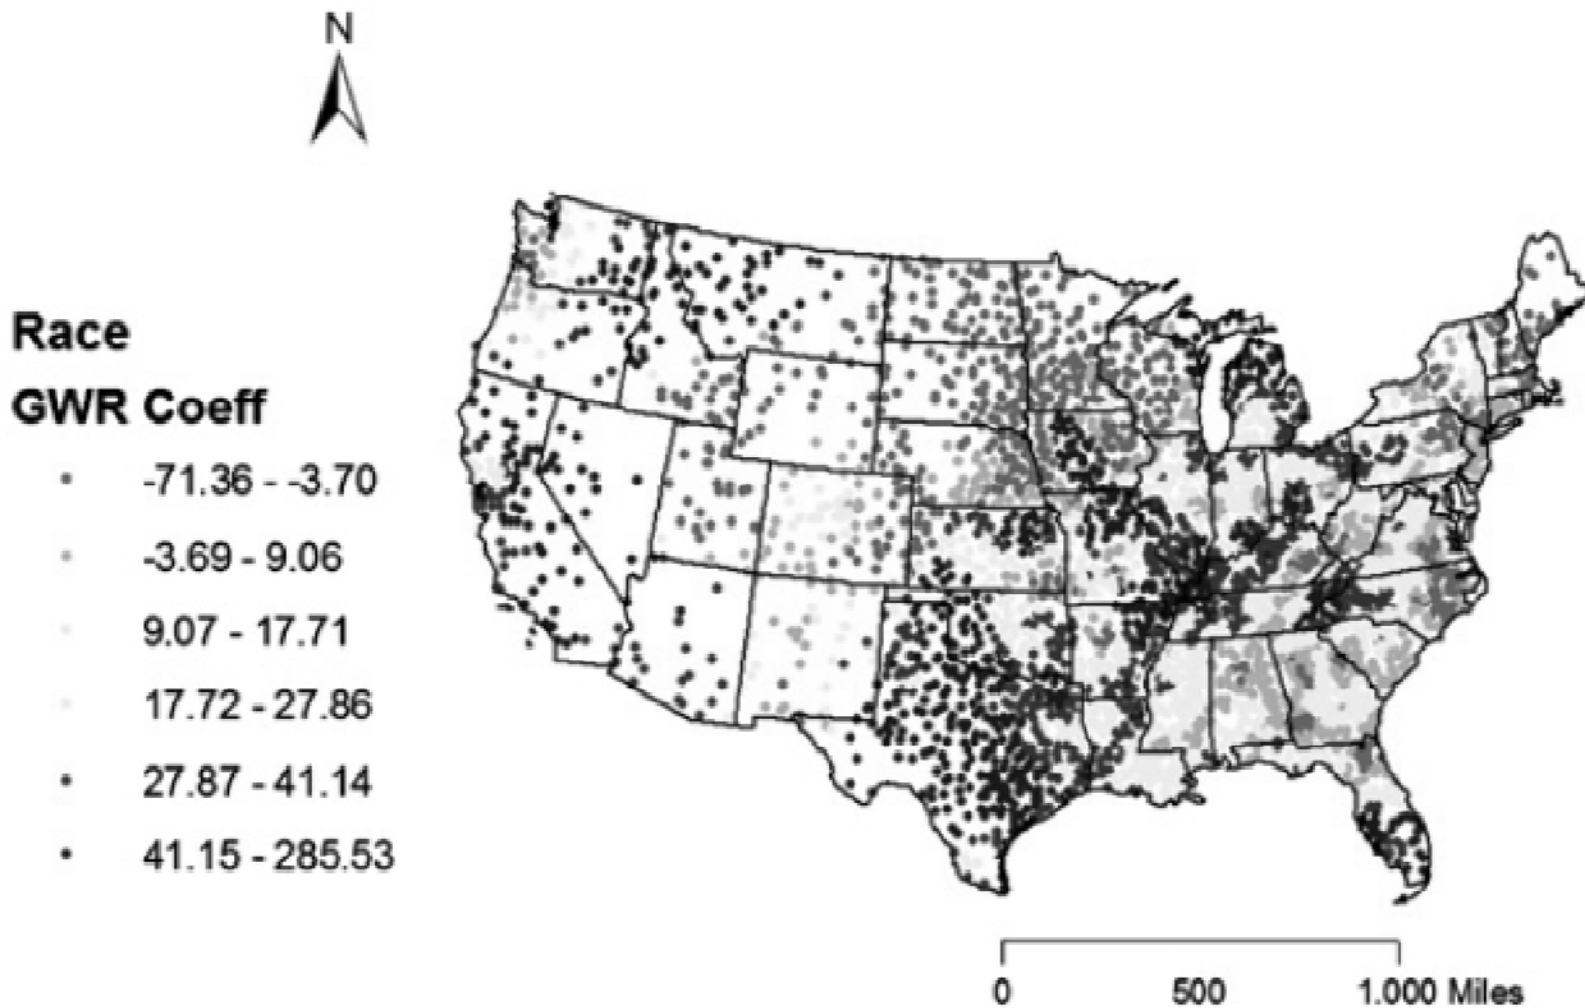 N
Race
GWR Coeff
-71.36 - -3.70
-3.69 - 9.06
9.07 - 17.71
17.72 - 27.86
27.87 - 41.14
41.15 - 285.53
0 500 1.000 Miles